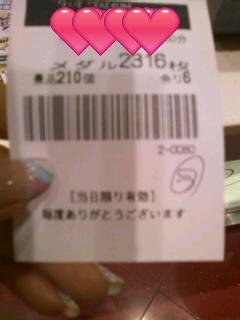 メダル2316枚
景品210個 余り6
2-0080
[当日限り有効]
毎度ありがとうございます